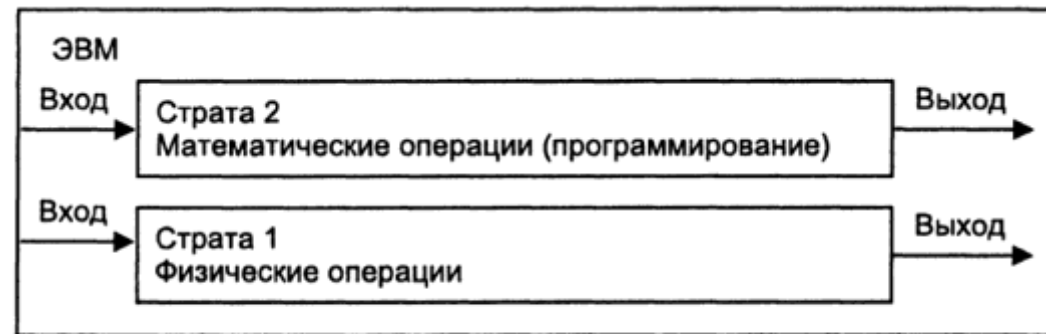 ЭВМ
Вход
Страта 2
Математические операции (программирование)
Выход
Вход
Страта 1
Физические операции
Выход